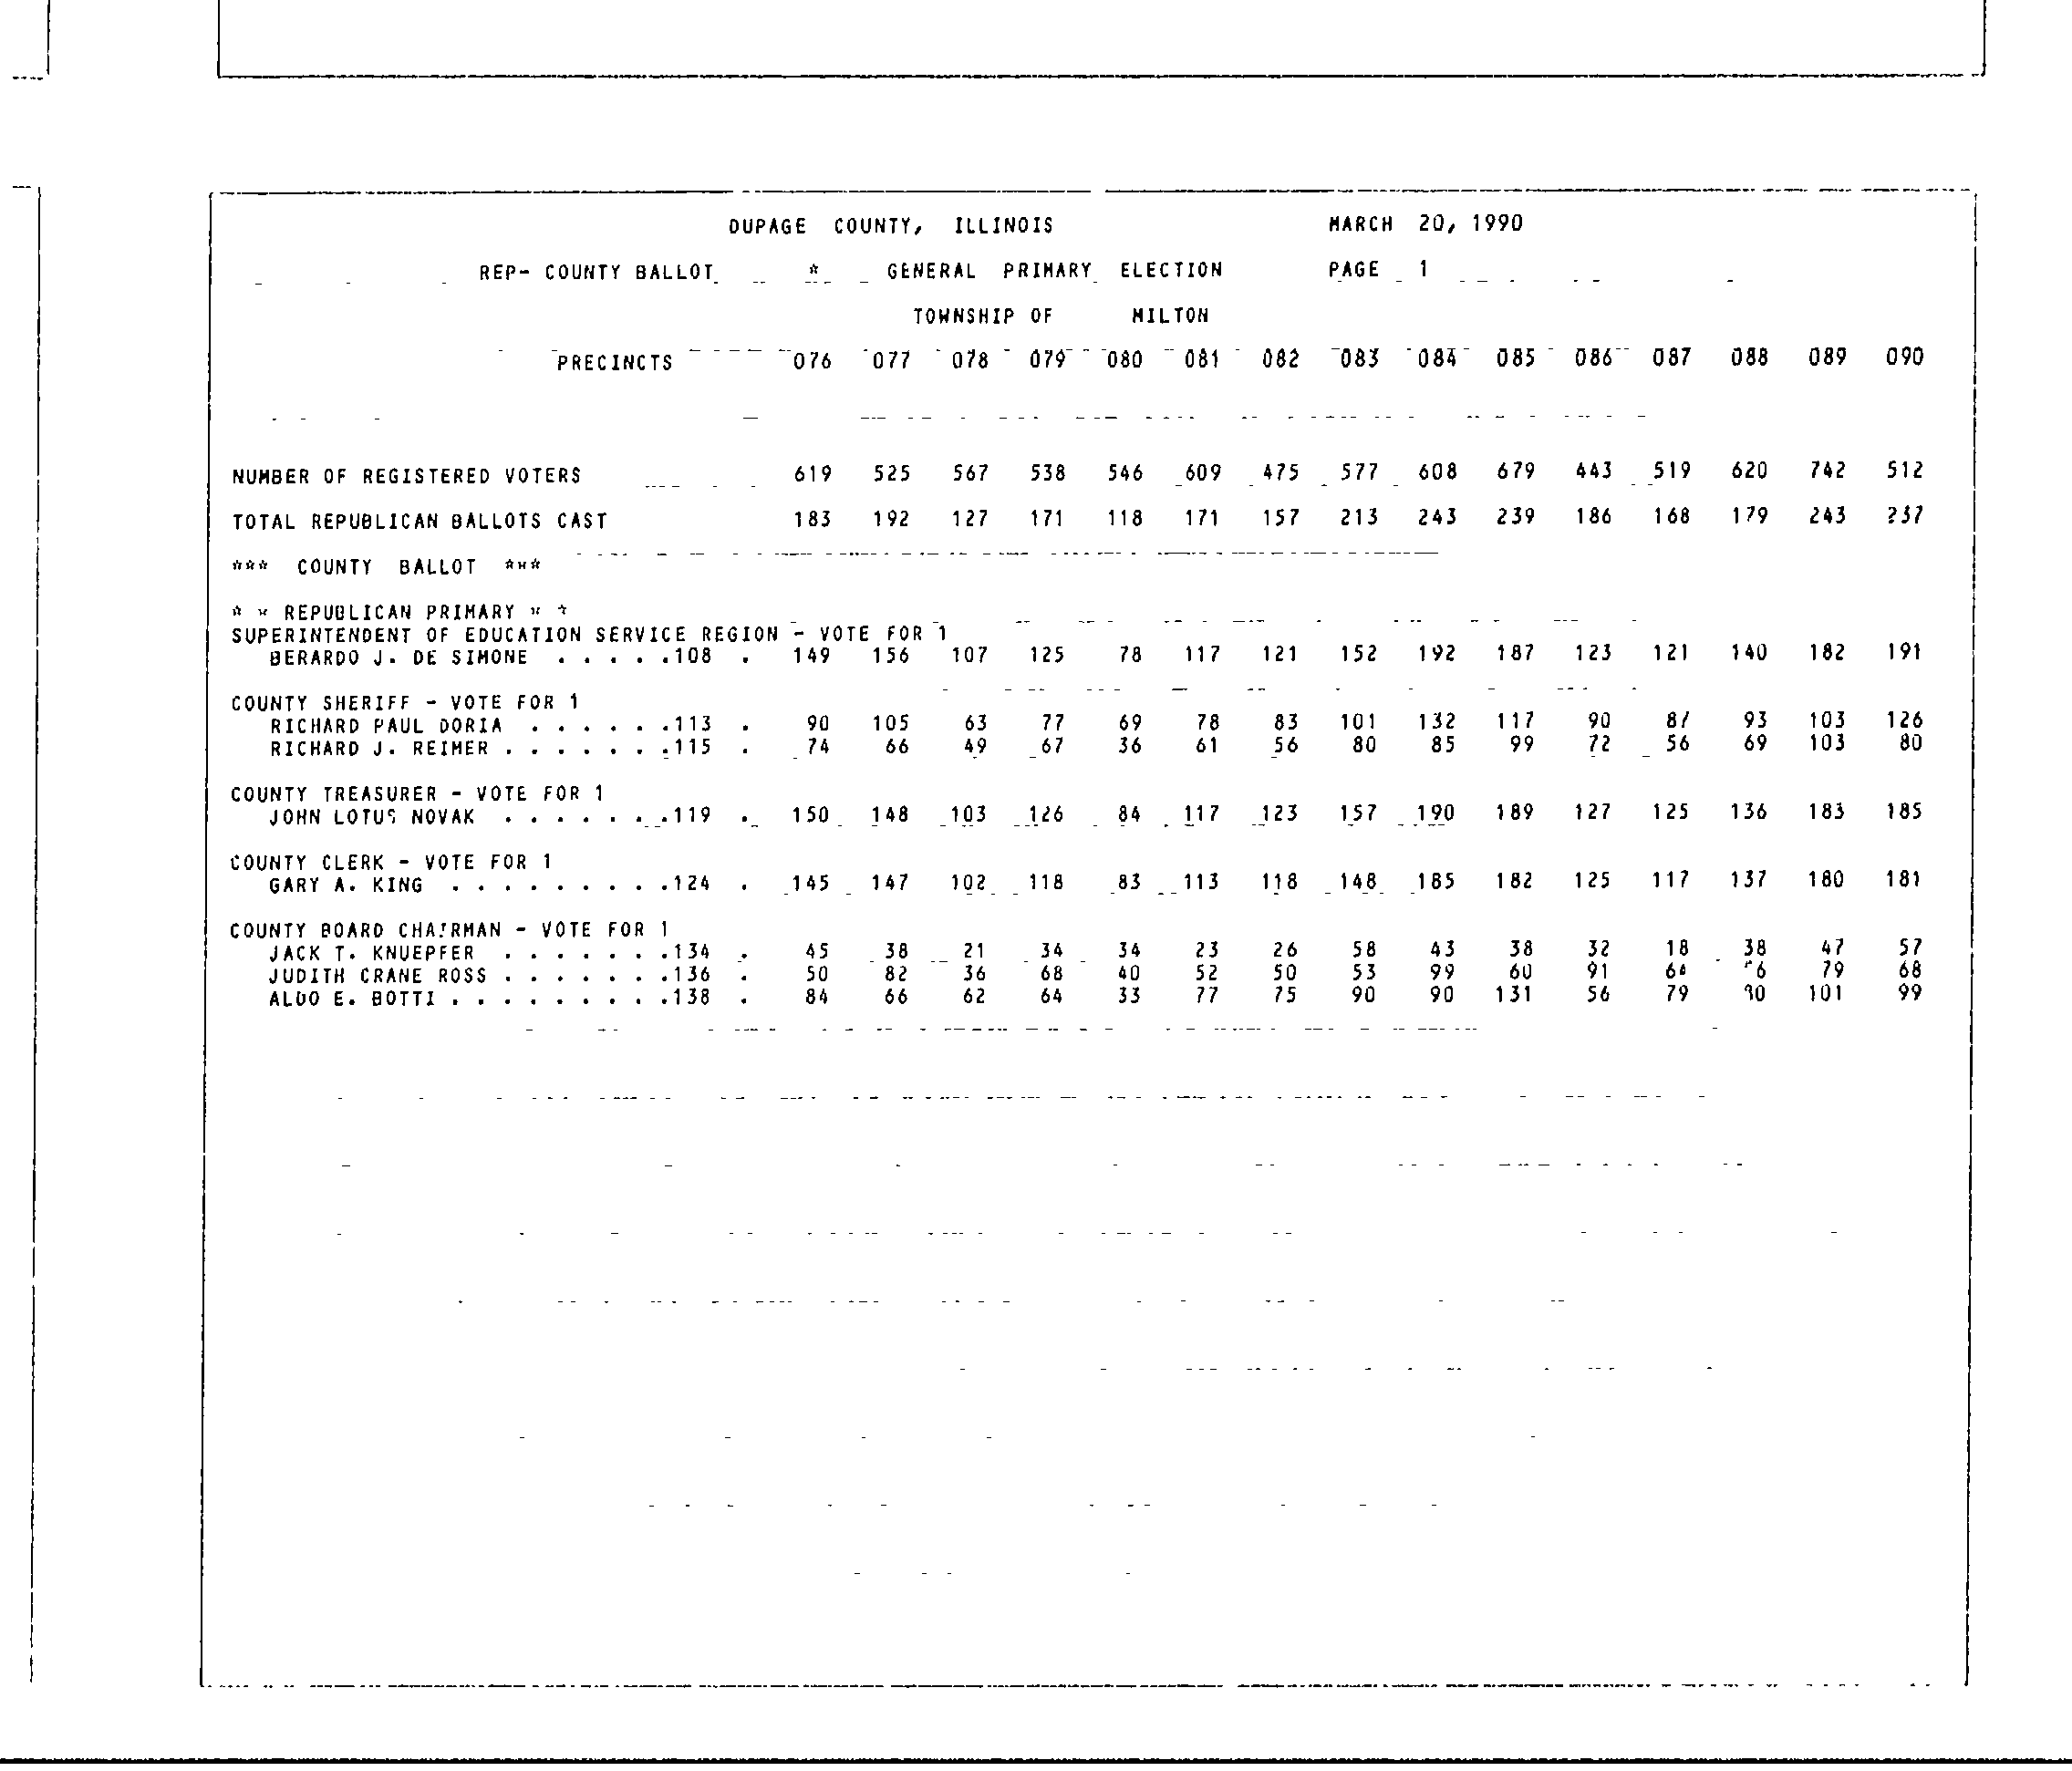 DUPAGE COUNTY, ILLINOIS MARCH 20, 1990
REP- COUNTY BALLOT * GENERAL PRIMARY ELECTION PAGE 1
TOWNSHIP OF MILTON
PRECINCTS 076 077 078 079 080 081 082 083 084 085 086 087 088 089 090
NUMBER OF REGISTERED VOTERS 619 525 567 538 546 609 475 577 608 679 443 519 620 742 512
TOTAL REPUBLICAN BALLOTS CAST 183 192 127 171 118 171 157 213 243 239 186 168 179 243 237
*** COUNTY BALLOT ***
* * REPUBLICAN PRIMARY * *
SUPERINTENDENT OF EDUCATION SERVICE REGION - VOTE FOR 1
BERARDO J. DE SIMONE . . . . .108 . 149 156 107 125 78 117 121 152 192 187 123 121 140 182 191
COUNTY SHERIFF - VOTE FOR 1
RICHARD PAUL DORIA . . . . . .113 . 90 105 63 77 69 78 83 101 132 117 90 87 93 103 126
RICHARD J. REIMER . . . . . . .115 . 74 66 49 67 36 61 56 80 85 99 72 56 69 103 80
COUNTY TREASURER - VOTE FOR 1
JOHN LOTUS NOVAK . . . . . . .119 . 150 148 103 126 84 117 123 157 190 189 127 125 136 183 185
COUNTY CLERK - VOTE FOR 1
GARY A. KING . . . . . . . . .124 . 145 147 102 118 83 113 118 148 185 182 125 117 137 180 181
COUNTY BOARD CHAIRMAN - VOTE FOR 1
JACK T. KNUEPFER . . . . . . .134 . 45 38 21 34 34 23 26 58 43 38 32 18 38 47 57
JUDITH CRANE ROSS . . . . . . .136 . 50 82 36 68 40 52 50 53 99 60 91 64 79 68
ALDO E. BOTTI . . . . . . . . .138 . 84 66 62 64 33 77 75 90 90 131 56 79 101 99